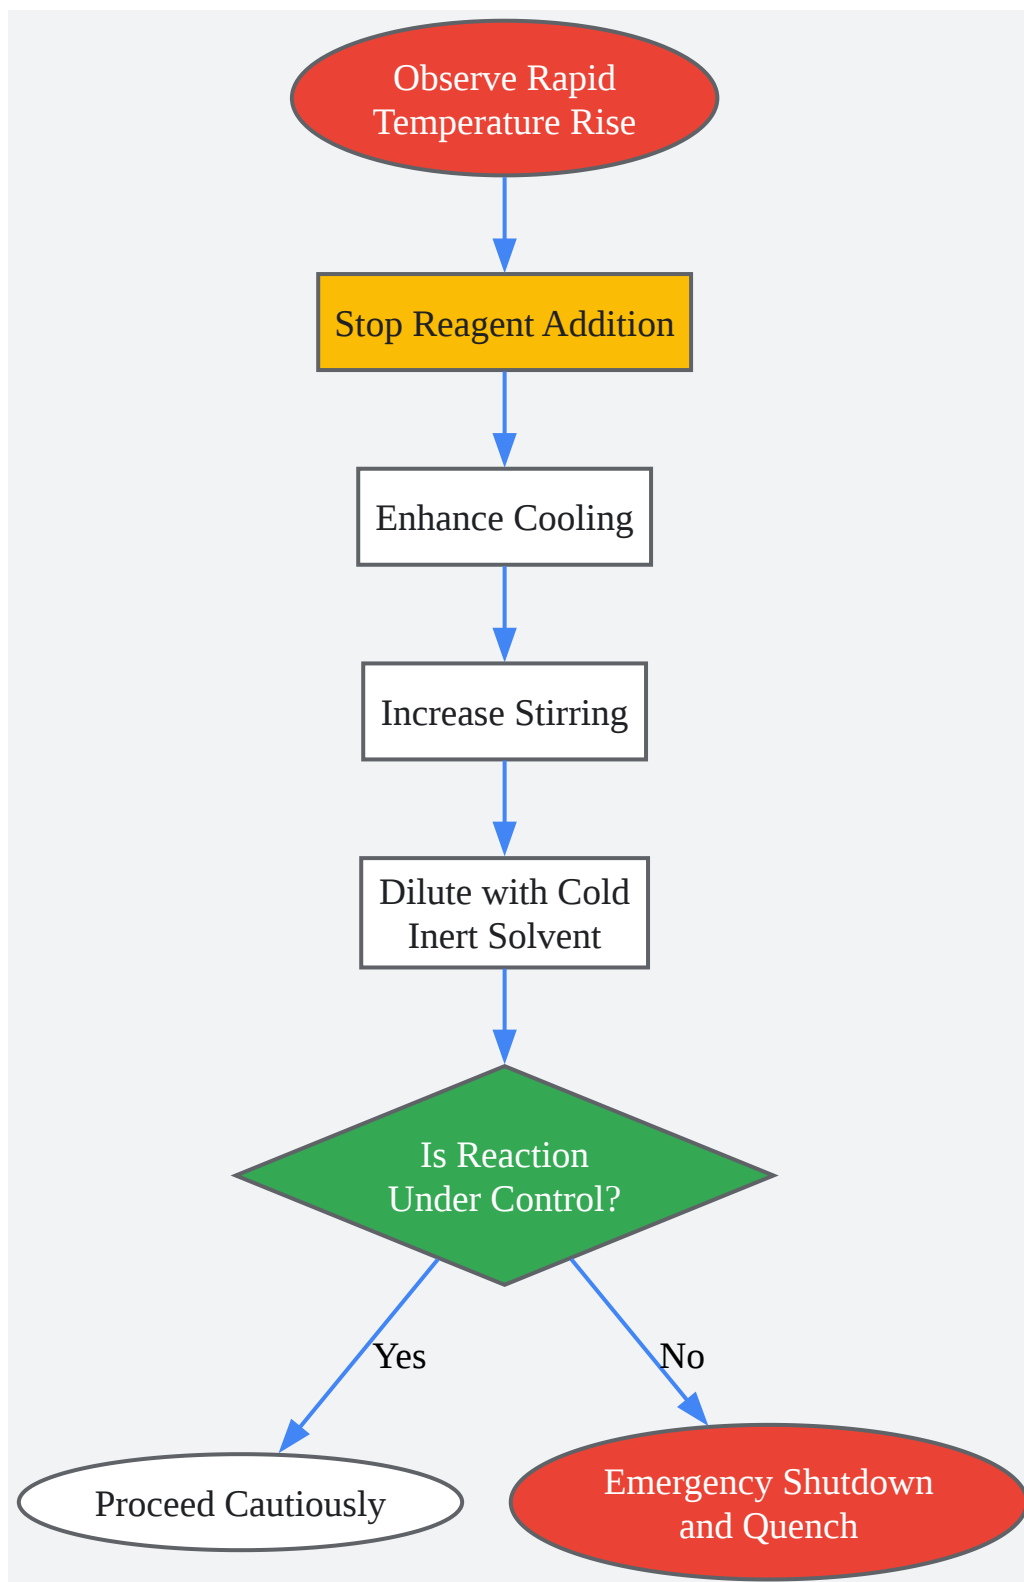 Observe Rapid
Temperature Rise
Stop Reagent Addition
Enhance Cooling
Increase Stirring
Dilute with Cold
Inert Solvent
Is Reaction
Under Control?
Yes
No
Proceed Cautiously
Emergency Shutdown
and Quench